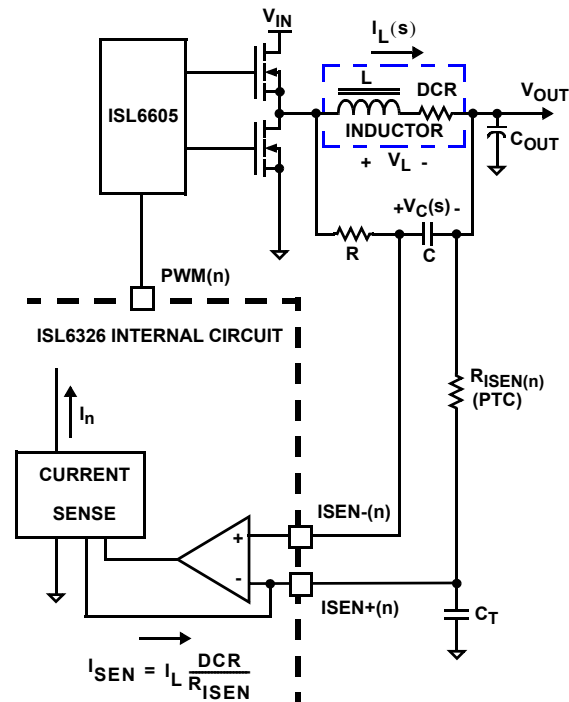 V_IN
I_L(s)
L
DCR
INDUCTOR
+ V_L -
V_OUT
C_OUT
ISL6605
+V_C(s) -
R
C
PWM(n)
ISL6326 INTERNAL CIRCUIT
R_ISEN(n)
(PTC)
I_n
CURRENT
SENSE
ISEN-(n)
+
-
ISEN+(n)
C_T
I_SEN = I_L DCR/R_ISEN